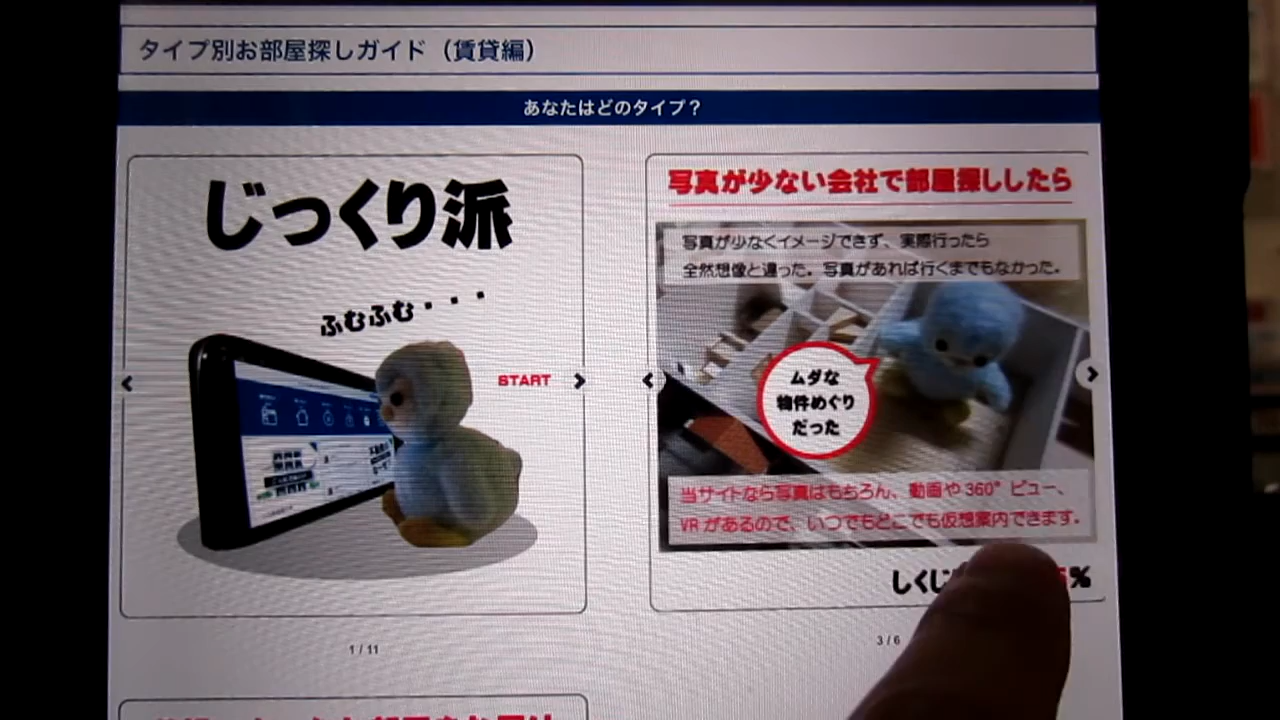 タイプ別お部屋探しガイド（賃貸編）
あなたはどのタイプ？
じっくり派
ふむふむ・・・
START
1 / 11
写真が少ない会社で部屋探ししたら
写真が少なくイメージできず、実際行ったら
全然想像と違った。写真があれば行くまでもなかった。
ムダな
物件めぐり
だった
当サイトなら写真はもちろん、動画や360°ビュー、
VRがあるので、いつでもどこでも仮想案内できます。
しくじ
%
3 / 6